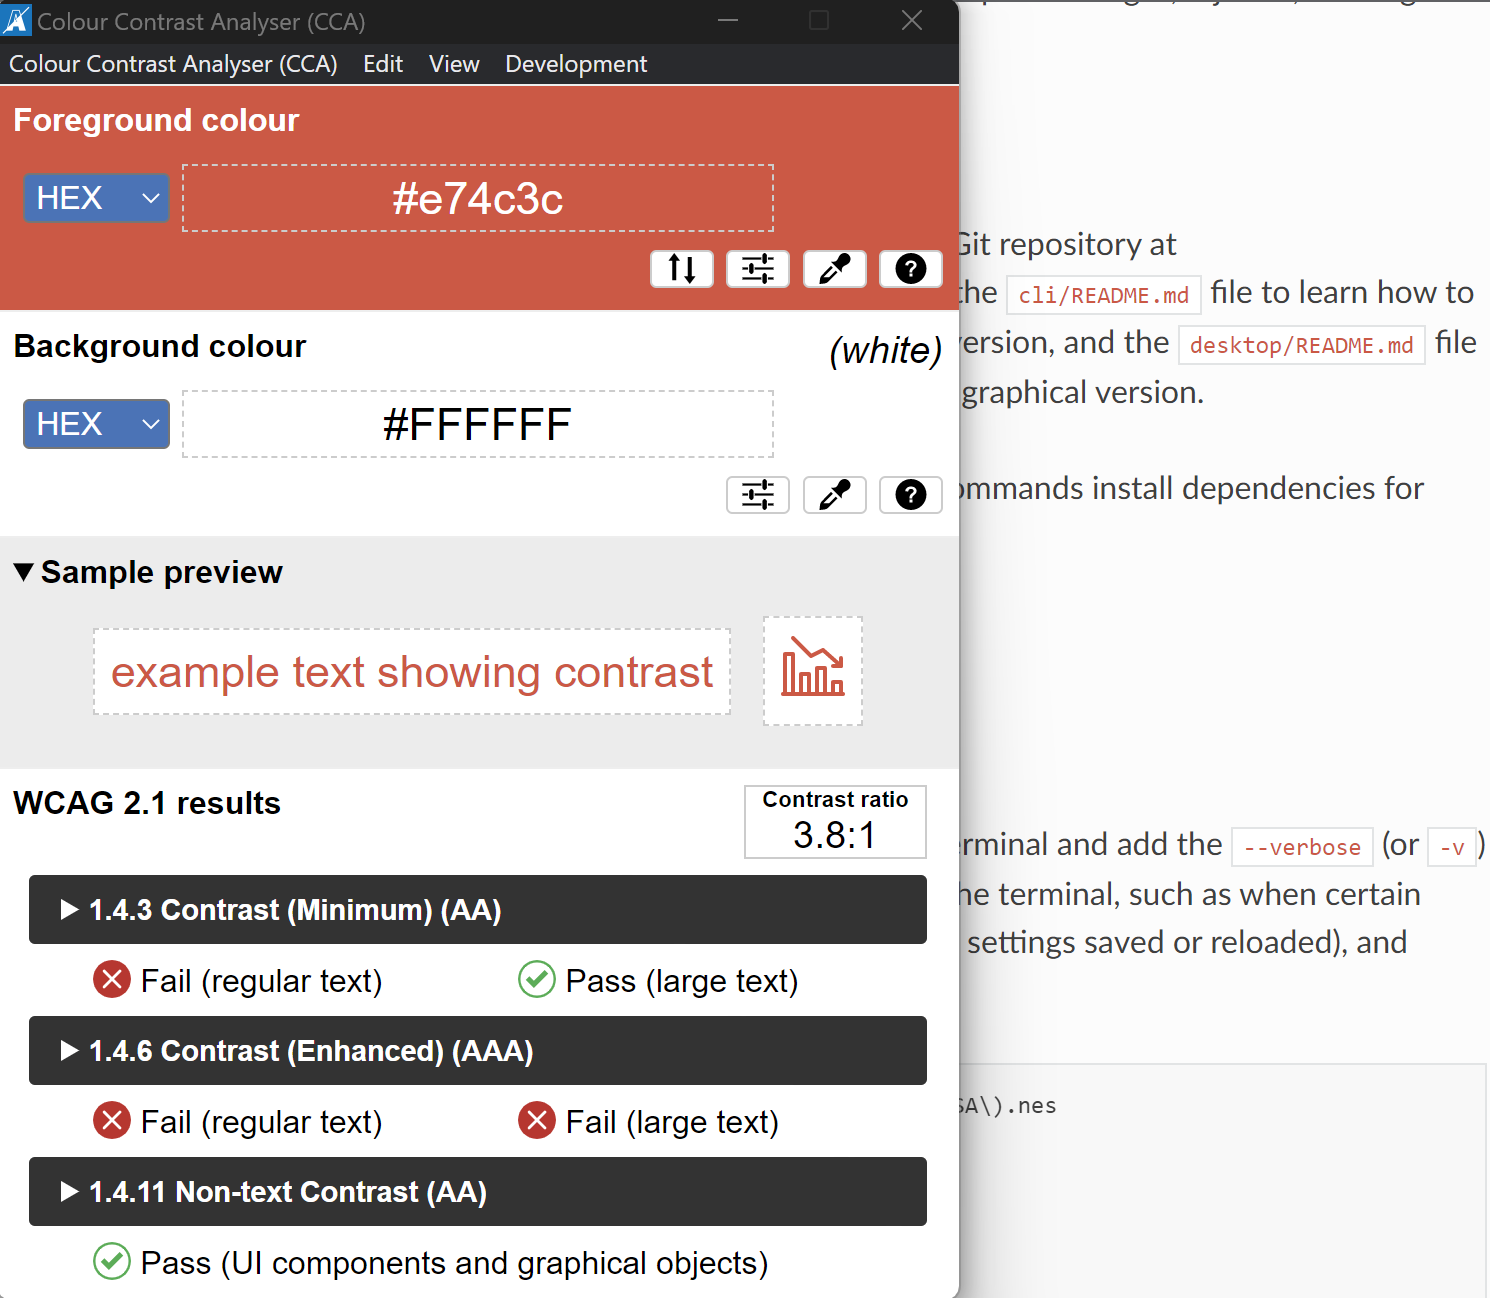 Colour Contrast Analyser (CCA)
Colour Contrast Analyser (CCA) Edit View Development
Foreground colour
HEX #e74c3c
Background colour (white)
HEX #FFFFFF
Sample preview
example text showing contrast
WCAG 2.1 results
Contrast ratio
3.8:1
1.4.3 Contrast (Minimum) (AA)
Fail (regular text) Pass (large text)
1.4.6 Contrast (Enhanced) (AAA)
Fail (regular text) Fail (large text)
1.4.11 Non-text Contrast (AA)
Pass (UI components and graphical objects)
Git repository at
the cli/README.md file to learn how to
version, and the desktop/README.md file
graphical version.
ommands install dependencies for
erminal and add the --verbose (or -v)
he terminal, such as when certain
settings saved or reloaded), and
SA\).nes